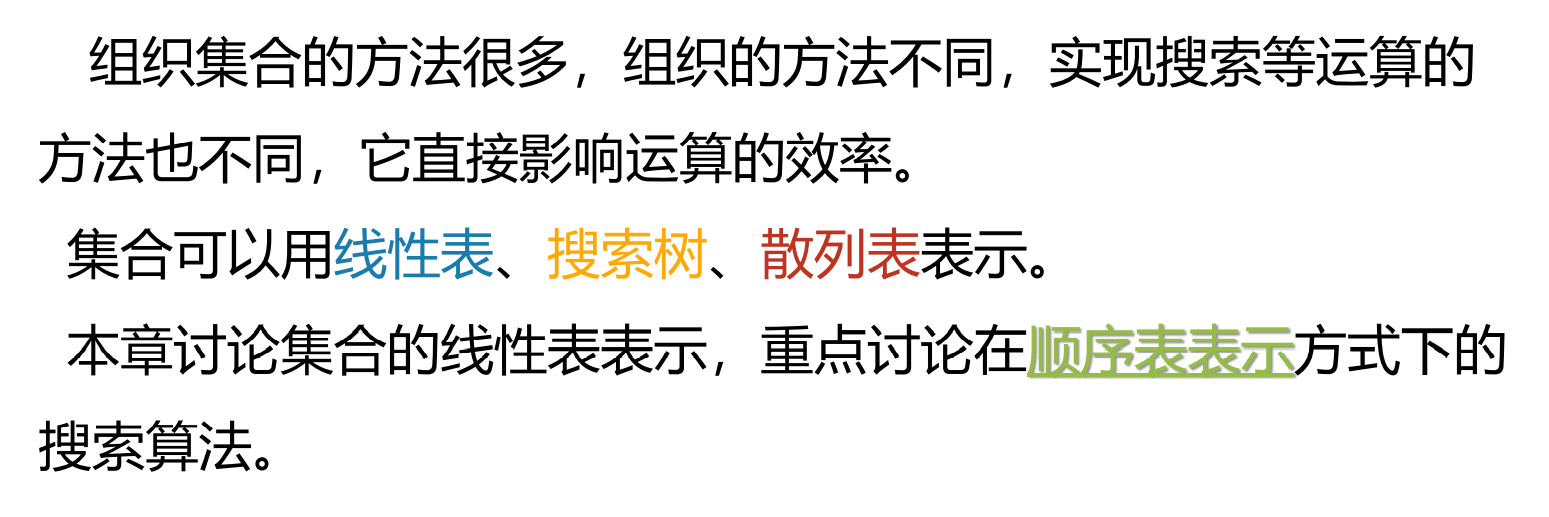 组织集合的方法很多，组织的方法不同，实现搜索等运算的
方法也不同，它直接影响运算的效率。
集合可以用线性表、搜索树、散列表表示。
本章讨论集合的线性表表示，重点讨论在顺序表表示方式下的
搜索算法。